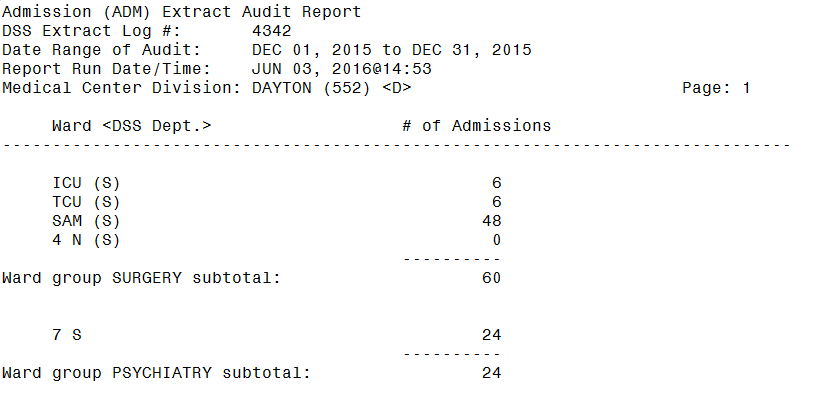 Admission (ADM) Extract Audit Report
DSS Extract Log #:       4342
Date Range of Audit:     DEC 01, 2015 to DEC 31, 2015
Report Run Date/Time:    JUN 03, 2016@14:53
Medical Center Division: DAYTON (552) <D>                           Page: 1
     Ward <DSS Dept.>                   # of Admissions
-------------------------------------------------------------------------------
     ICU (S)                                     6
     TCU (S)                                     6
     SAM (S)                                    48
     4 N (S)                                     0
                                        ----------
Ward group SURGERY subtotal:                    60
     7 S                                        24
                                        ----------
Ward group PSYCHIATRY subtotal:                 24